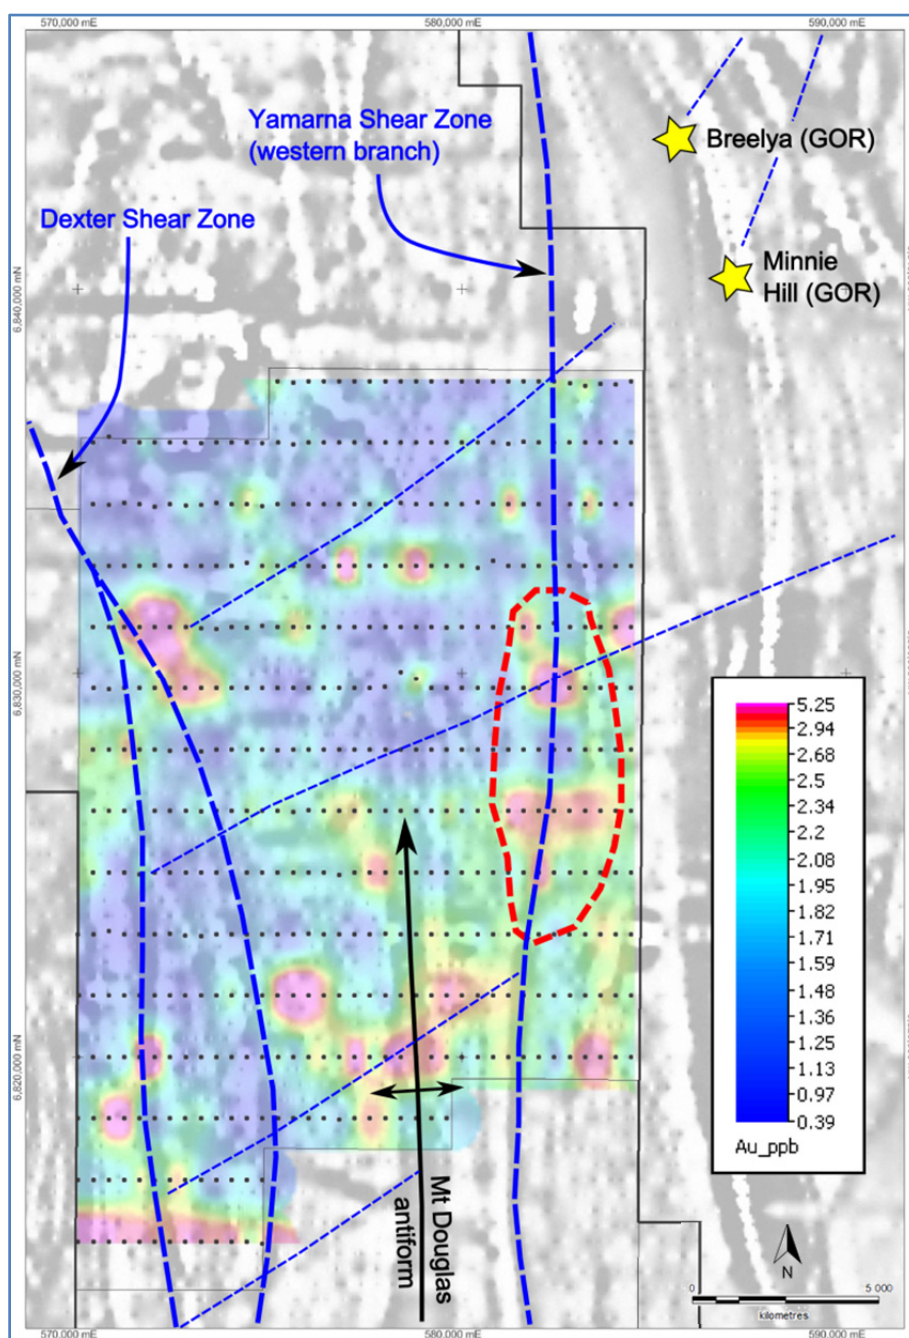 570,000 mE
580,000 mE
590,000 mE
Yamarna Shear Zone
(western branch)
Breelya (GOR)
Dexter Shear Zone
Minnie
Hill (GOR)
6,840,000 mN
6,830,000 mN
6,820,000 mN
5.25
2.94
2.68
2.5
2.34
2.2
2.08
1.95
1.82
1.71
1.59
1.48
1.36
1.25
1.13
0.97
0.39
Au_ppb
Mt Douglas
antiform
N
0
5 000
kilometres
570,000 mE
580,000 mE
590,000 mE